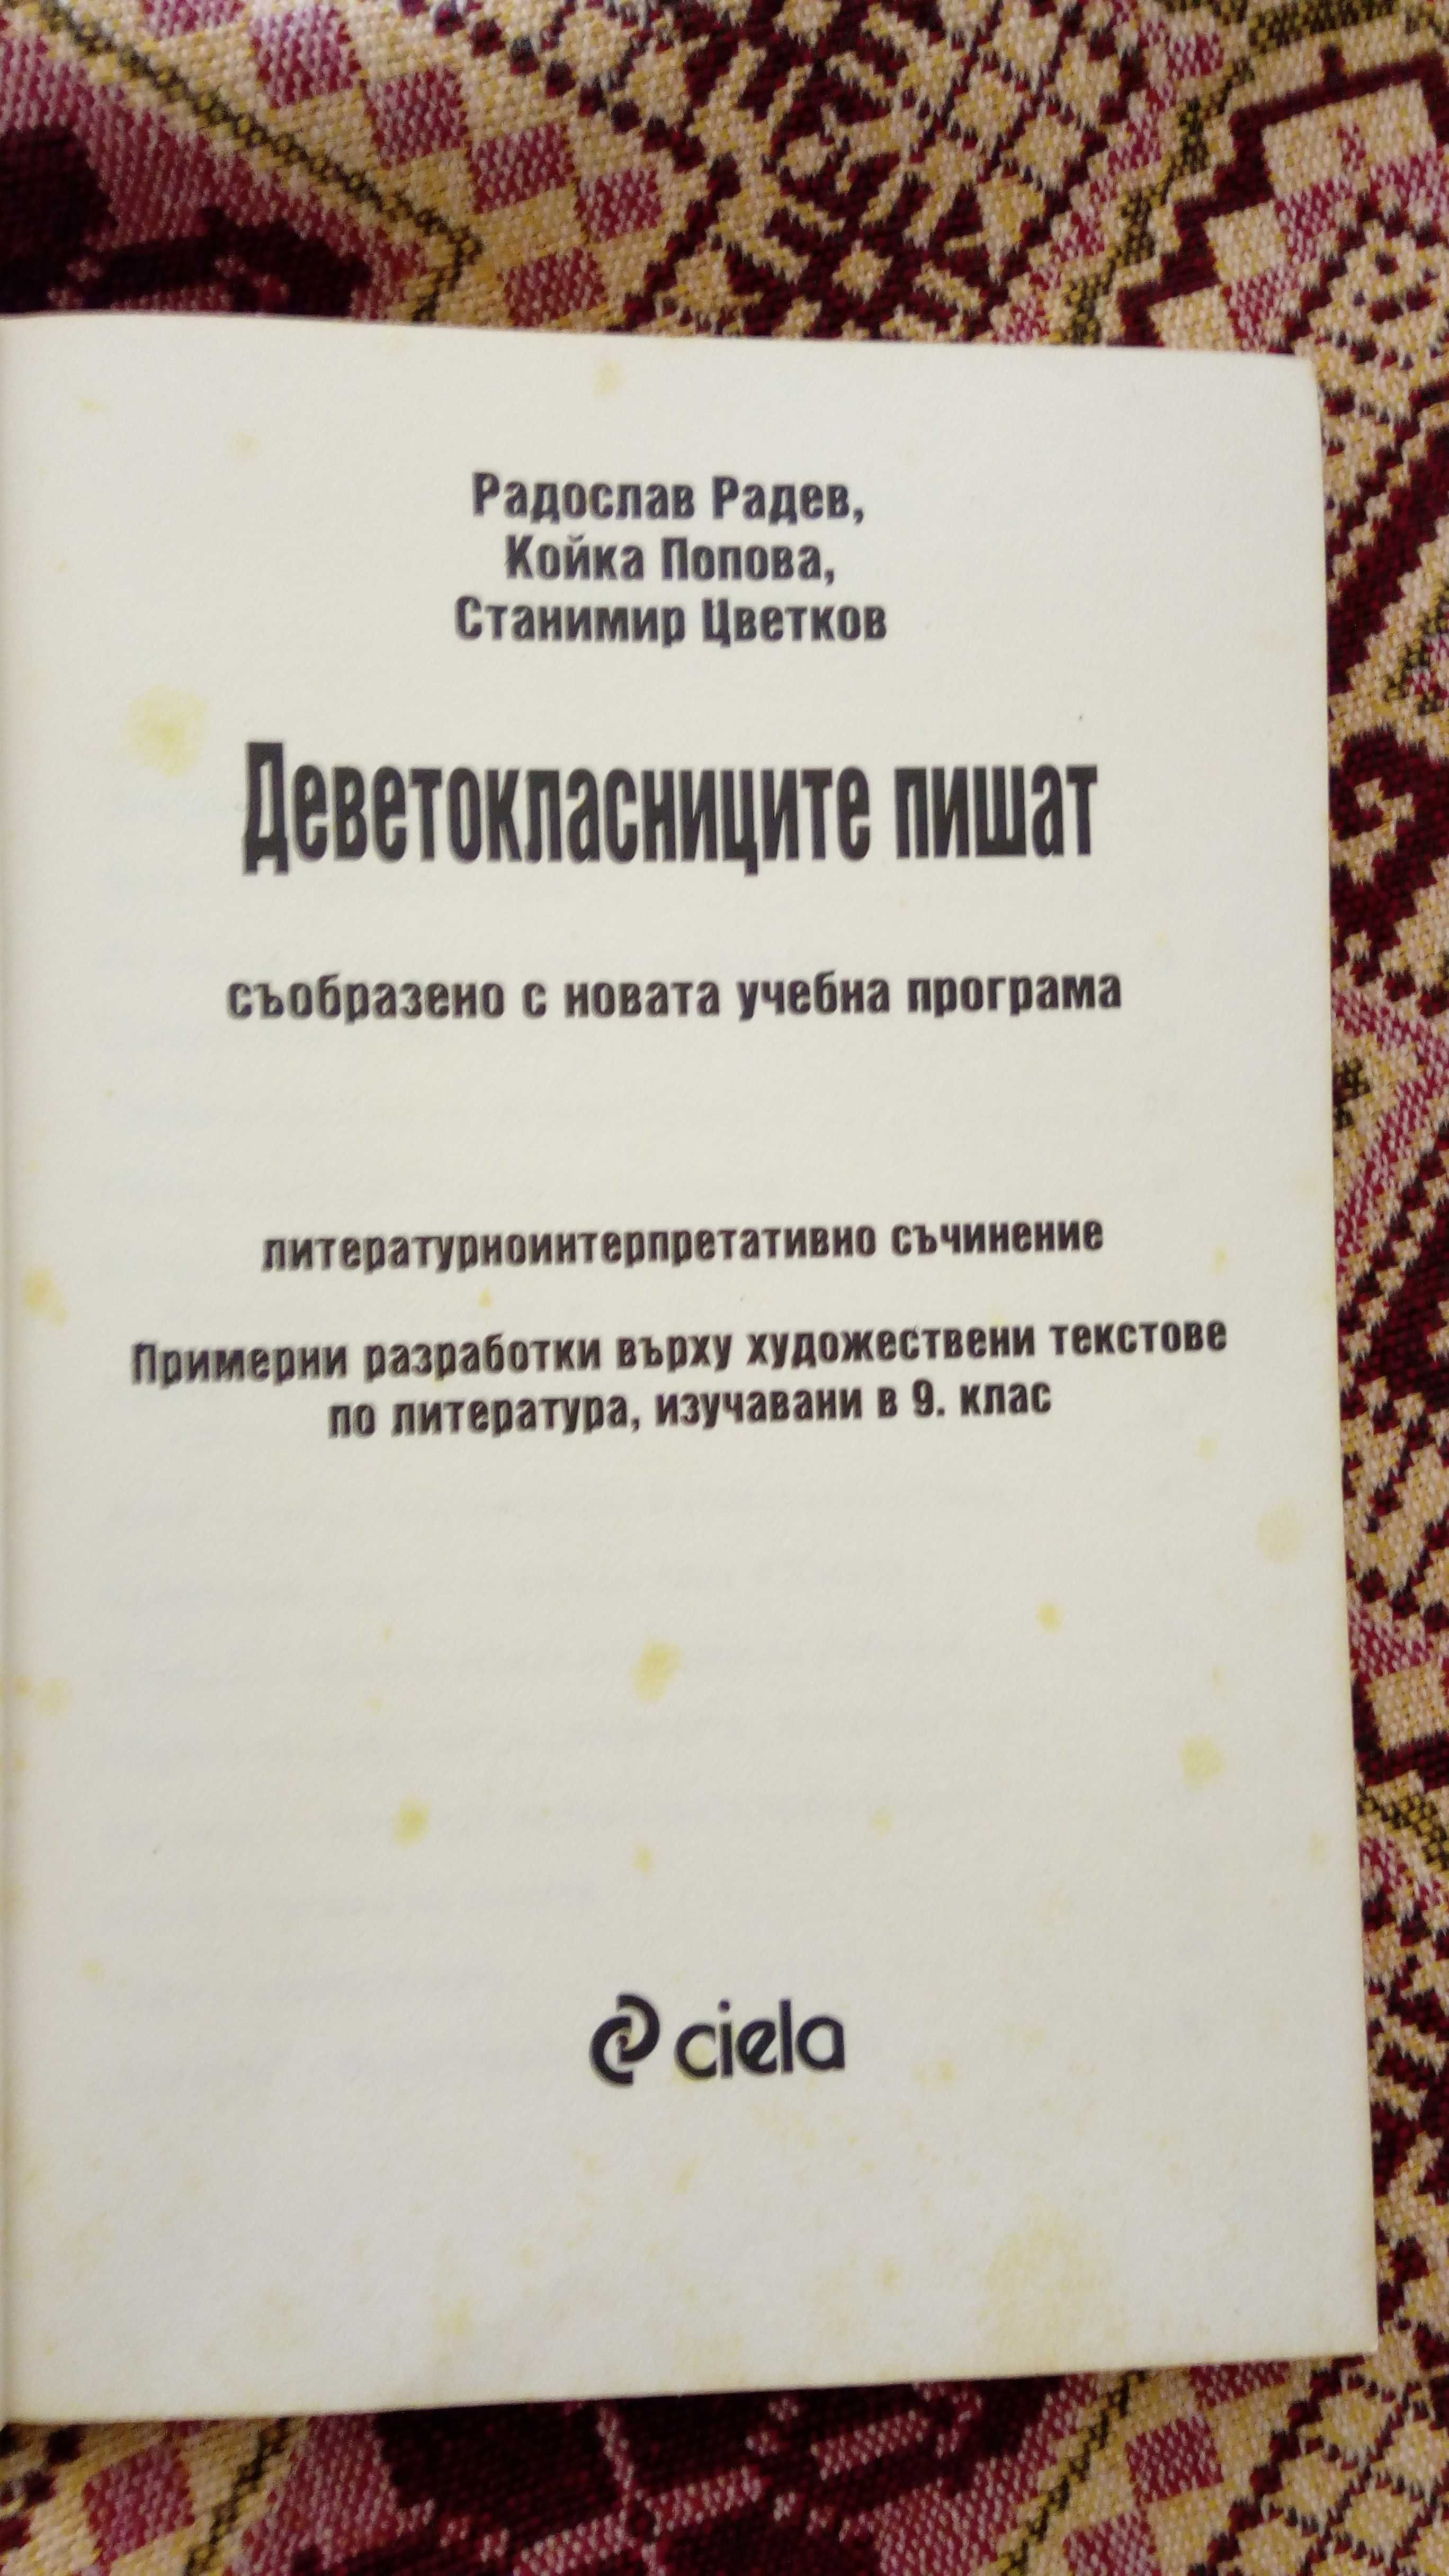 Радослав Радев,
Койка Попова,
Станимир Цветков
Деветокласниците пишат
съобразено с новата учебна програма
литературноинтерпретативно съчинение
Примерни разработки върху художествени текстове
по литература, изучавани в 9. клас
ciela